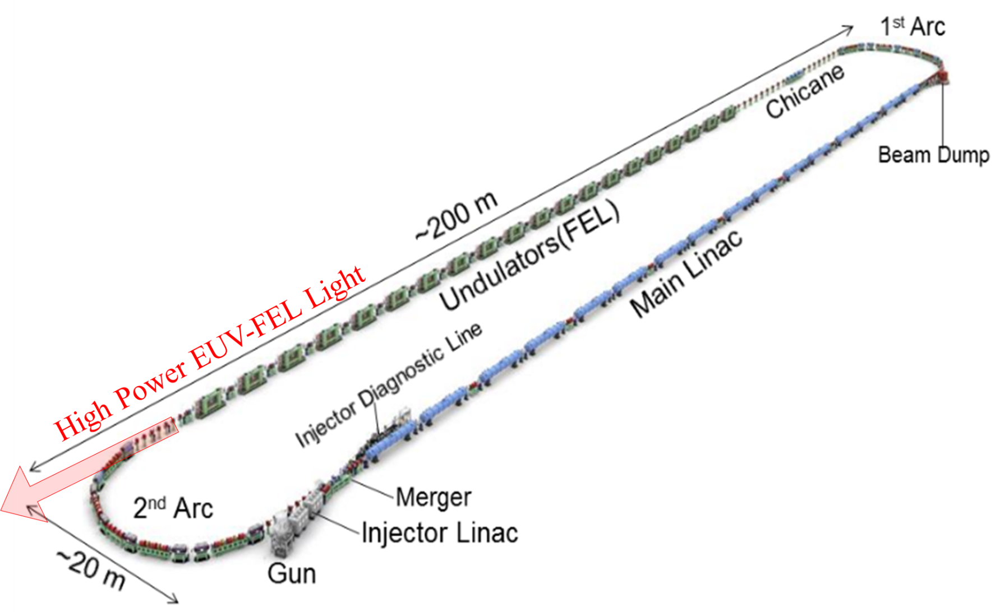 1st Arc
Chicane
Beam Dump
~200 m
Undulators(FEL)
Main Linac
High Power EUV-FEL Light
Injector Diagnostic Line
2nd Arc
Merger
Injector Linac
Gun
~20 m